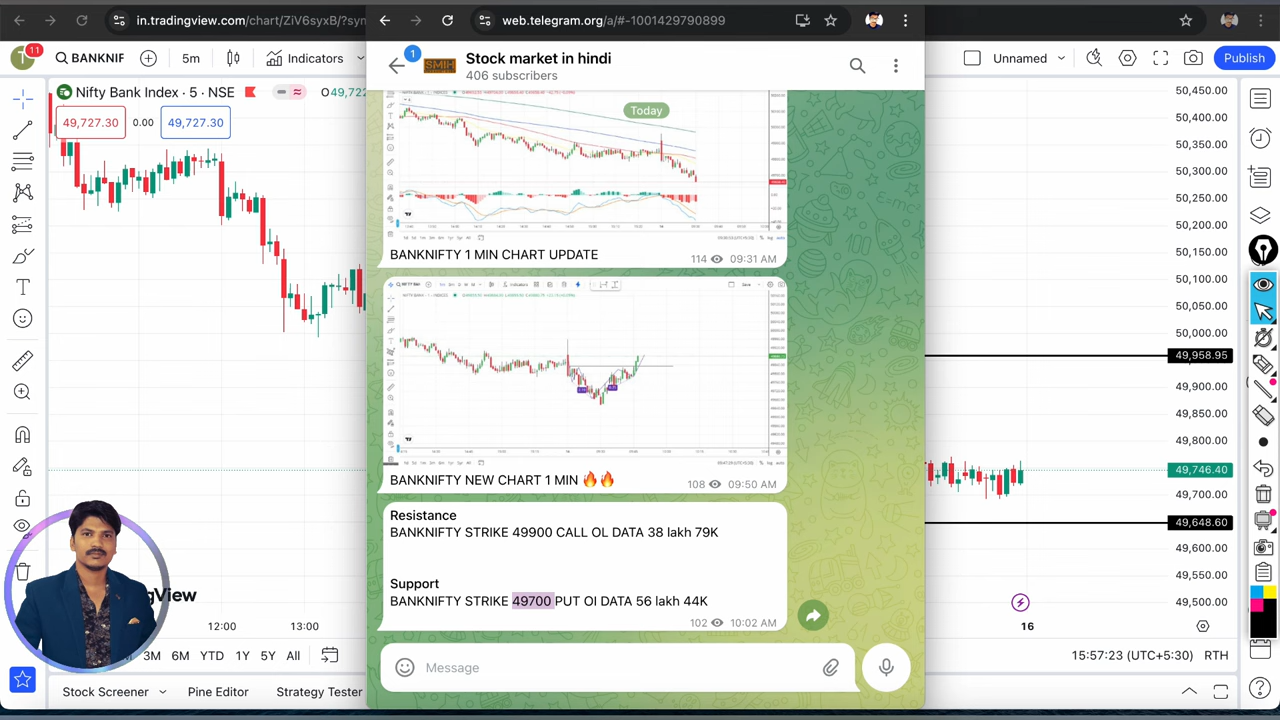 in.tradingview.com/chart/ZiV6syxB/?sym
web.telegram.org/a/#-1001429790899
T
11
BANKNIF
5m
Indicators
Unnamed
Publish
Nifty Bank Index · 5 · NSE
O49,72
49,727.30
0.00
1
SMIH
Stock market in hindi
406 subscribers
Today
BANKNIFTY 1 MIN CHART UPDATE
114
09:31 AM
BANKNIFTY NEW CHART 1 MIN 🔥🔥
108
09:50 AM
Resistance
BANKNIFTY STRIKE 49900 CALL OL DATA 38 lakh 79K
Support
BANKNIFTY STRIKE 49700 PUT OI DATA 56 lakh 44K
102
10:02 AM
Message
50,450.00
50,400.00
50,350.00
50,300.00
50,250.00
50,200.00
50,150.00
50,100.00
50,050.00
50,000.00
49,958.95
49,900.00
49,850.00
49,800.00
49,746.40
49,700.00
49,648.60
49,600.00
49,550.00
49,500.00
ngView
12:00
13:00
16
3M 6M YTD 1Y 5Y All
15:57:23 (UTC+5:30)
RTH
Stock Screener
Pine Editor
Strategy Tester